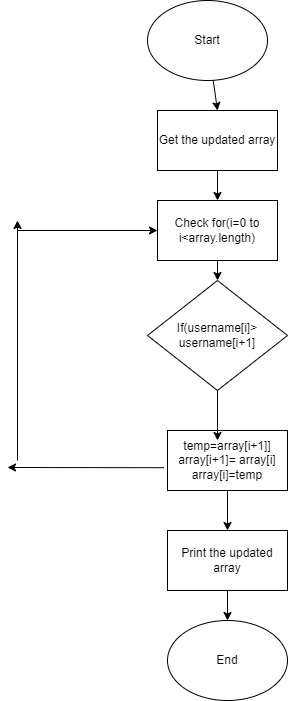 Start
Get the updated array
Check for(i=0 to
i<array.length)
If(username[i]>
username[i+1]
temp=array[i+1]]
array[i+1]= array[i]
array[i]=temp
Print the updated
array
End